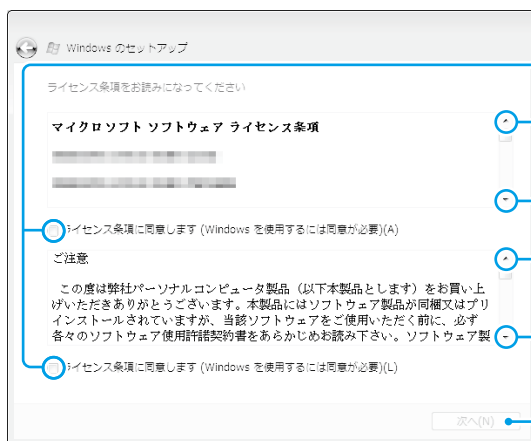 Windows のセットアップ
ライセンス条項をお読みになってください
マイクロソフト ソフトウェア ライセンス条項
ライセンス条項に同意します (Windows を使用するには同意が必要)(A)
ご注意
この度は弊社パーソナルコンピュータ製品（以下本製品とします）をお買い上
げいただきありがとうございます。本製品にはソフトウェア製品が同梱又はプリ
インストールされていますが、当該ソフトウェアをご使用いただく前に、必ず
各々のソフトウェア使用許諾契約書をあらかじめお読み下さい。ソフトウェア製
ライセンス条項に同意します (Windows を使用するには同意が必要)(L)
次へ(N)